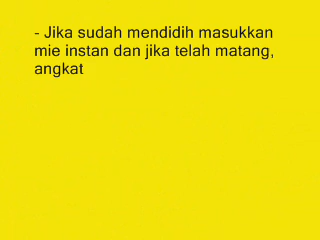 - Jika sudah mendidih masukkan
mie instan dan jika telah matang,
angkat